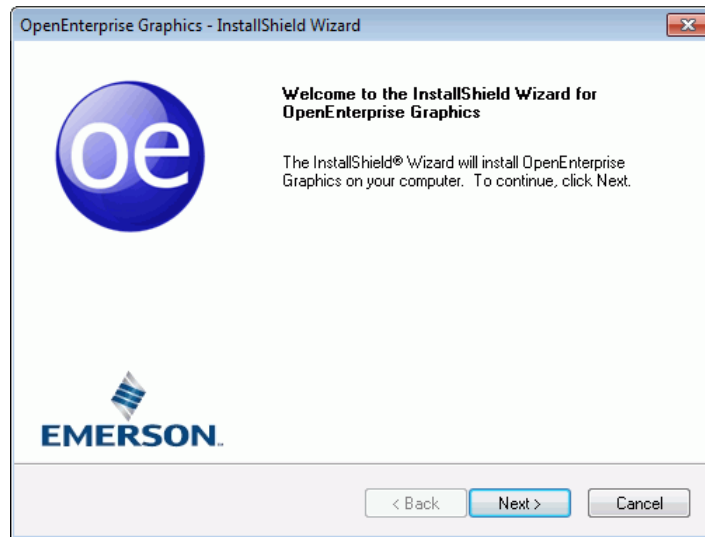 OpenEnterprise Graphics - InstallShield Wizard
oe
Welcome to the InstallShield Wizard for
OpenEnterprise Graphics
The InstallShield® Wizard will install OpenEnterprise
Graphics on your computer. To continue, click Next.
EMERSON
< Back
Next >
Cancel